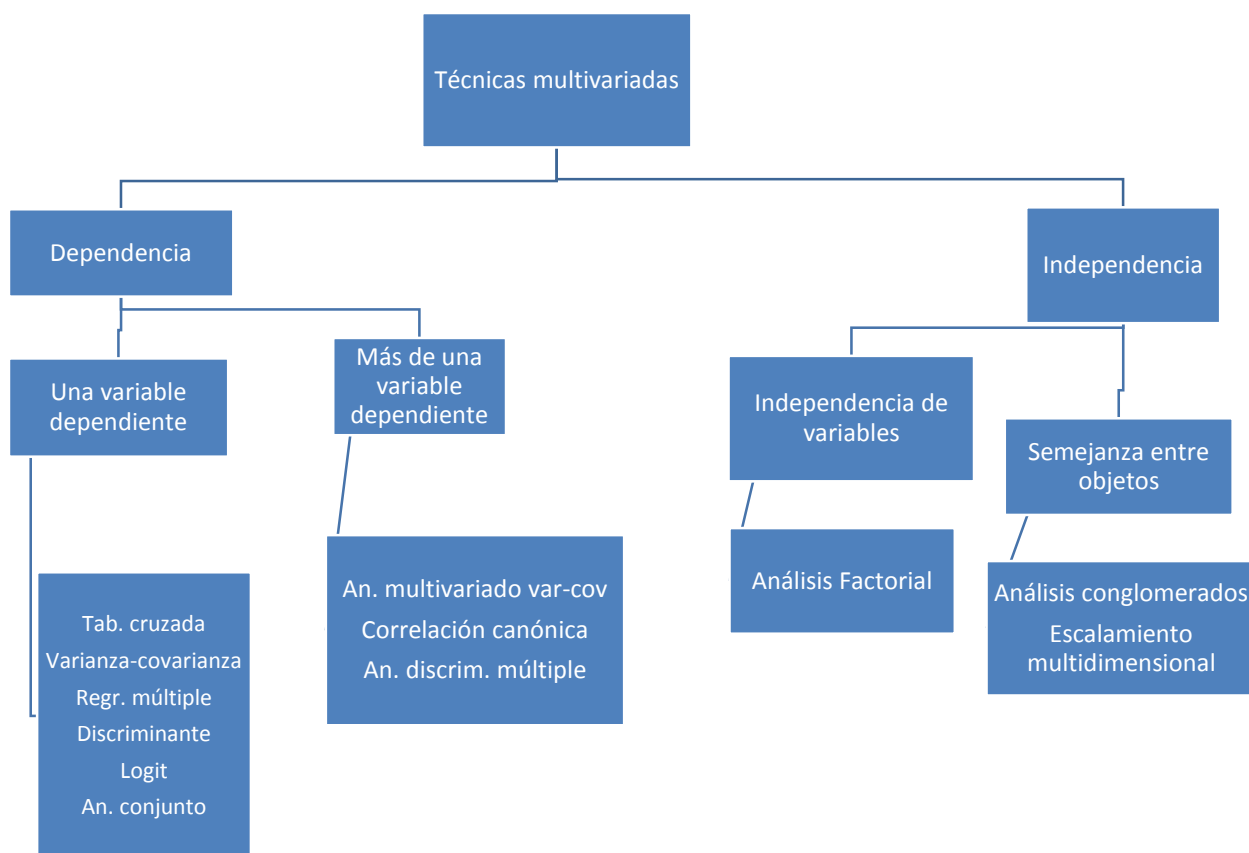 Técnicas multivariadas
Dependencia
Independencia
Una variable
dependiente
Más de una
variable
dependiente
Independencia de
variables
Semejanza entre
objetos
Tab. cruzada
Varianza-covarianza
Regr. múltiple
Discriminante
Logit
An. conjunto
An. multivariado var-cov
Correlación canónica
An. discrim. múltiple
Análisis Factorial
Análisis conglomerados
Escalamiento
multidimensional